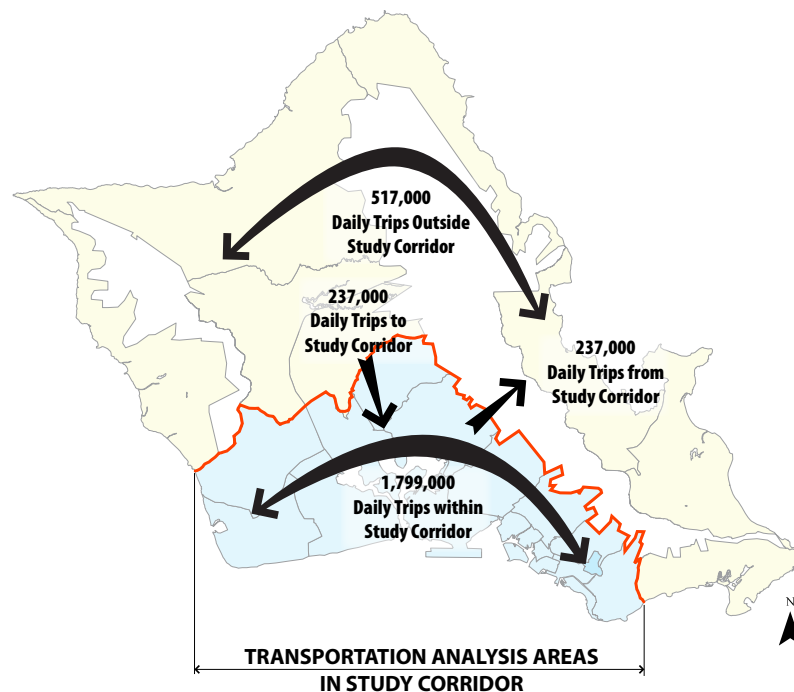 517,000
Daily Trips Outside
Study Corridor
237,000
Daily Trips to
Study Corridor
237,000
Daily Trips from
Study Corridor
1,799,000
Daily Trips within
Study Corridor
N
TRANSPORTATION ANALYSIS AREAS
IN STUDY CORRIDOR